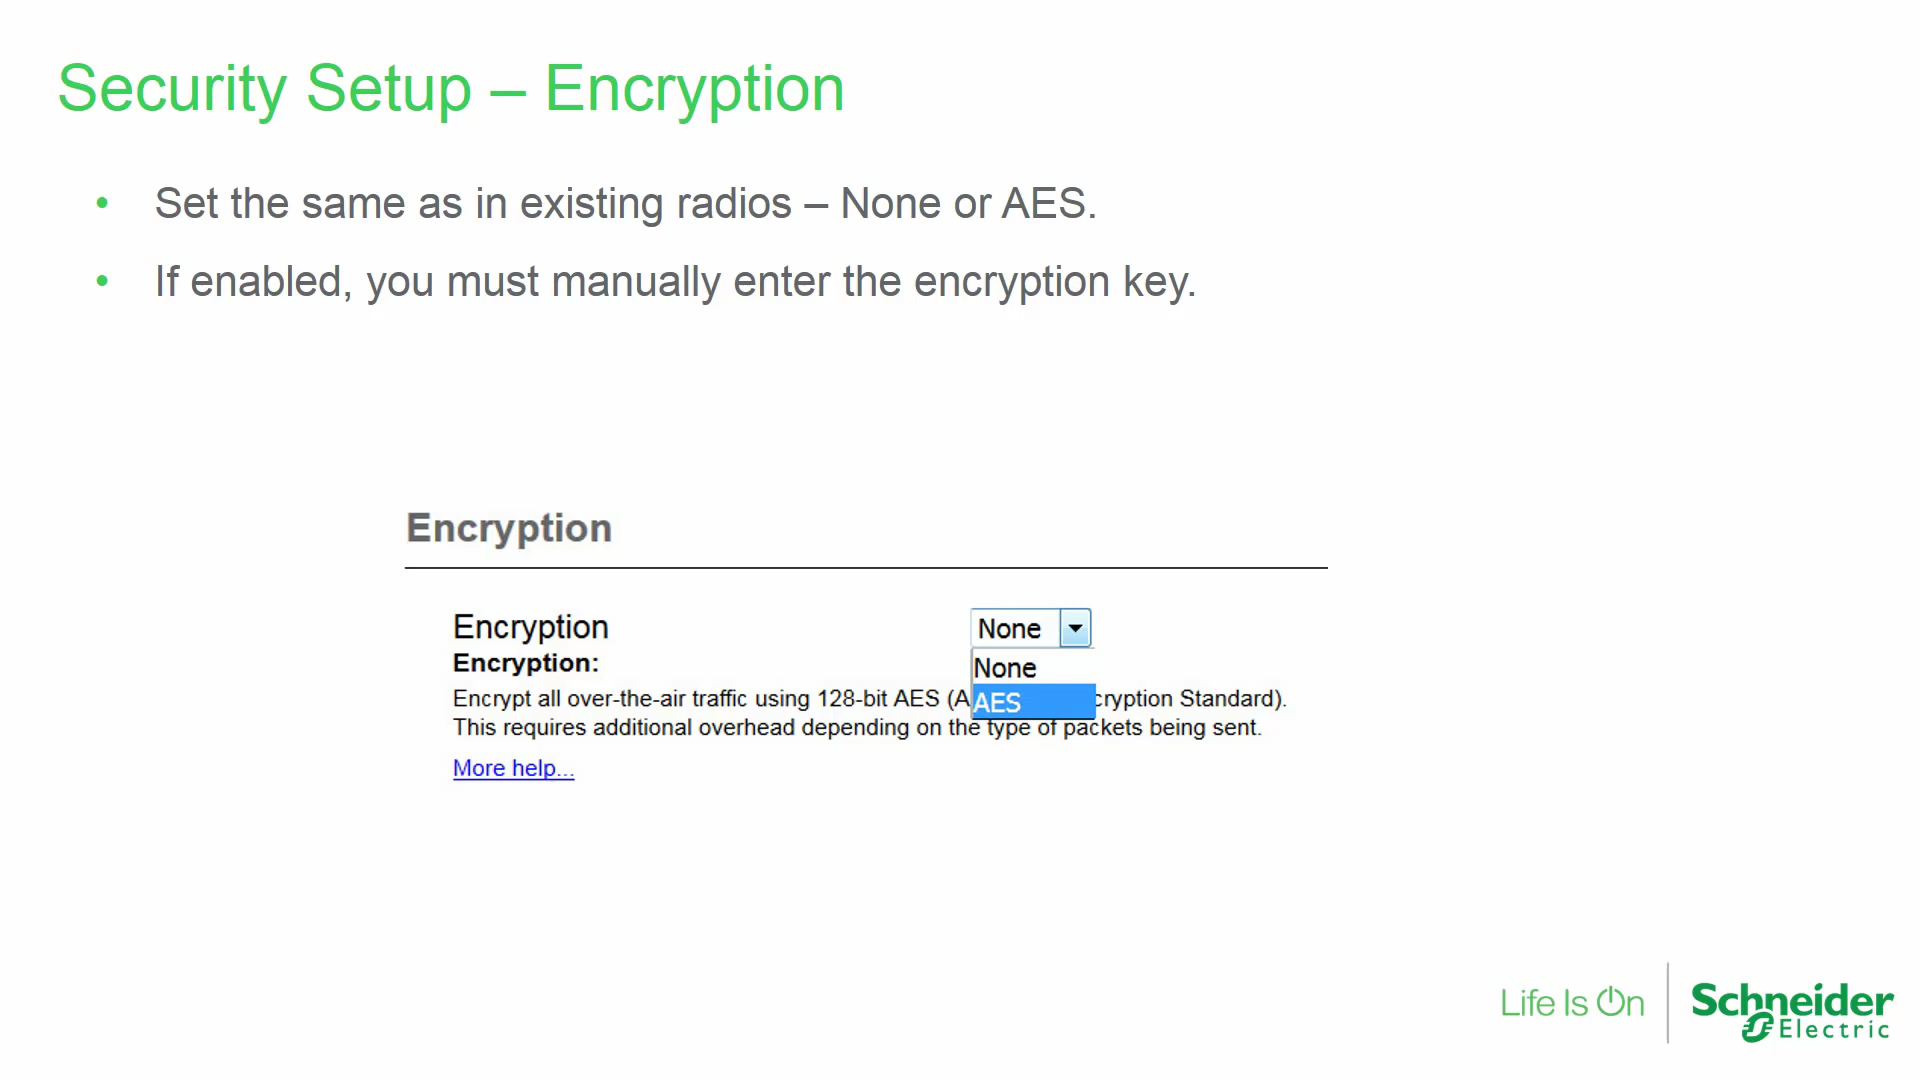 Security Setup – Encryption
• Set the same as in existing radios – None or AES.
• If enabled, you must manually enter the encryption key.
Encryption
Encryption None
Encryption: None
Encrypt all over-the-air traffic using 128-bit AES (A AES cryption Standard).
This requires additional overhead depending on the type of packets being sent.
More help...
Life Is On Schneider
Electric